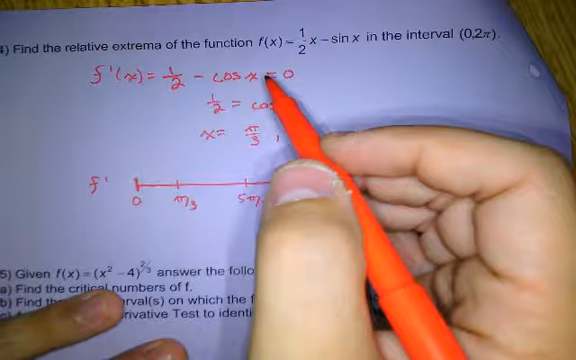 4) Find the relative extrema of the function f(x) = 1/2 x − sin x in the interval (0,2π).
f'(x) = 1/2 − cos x = 0
1/2 = cos
x = π/3 ,
f'
0 π/3 5π/
5) Given f(x) = (x² − 4)^(2/3) answer the follo
a) Find the critical numbers of f.
b) Find the erval(s) on which the f
rivative Test to identi